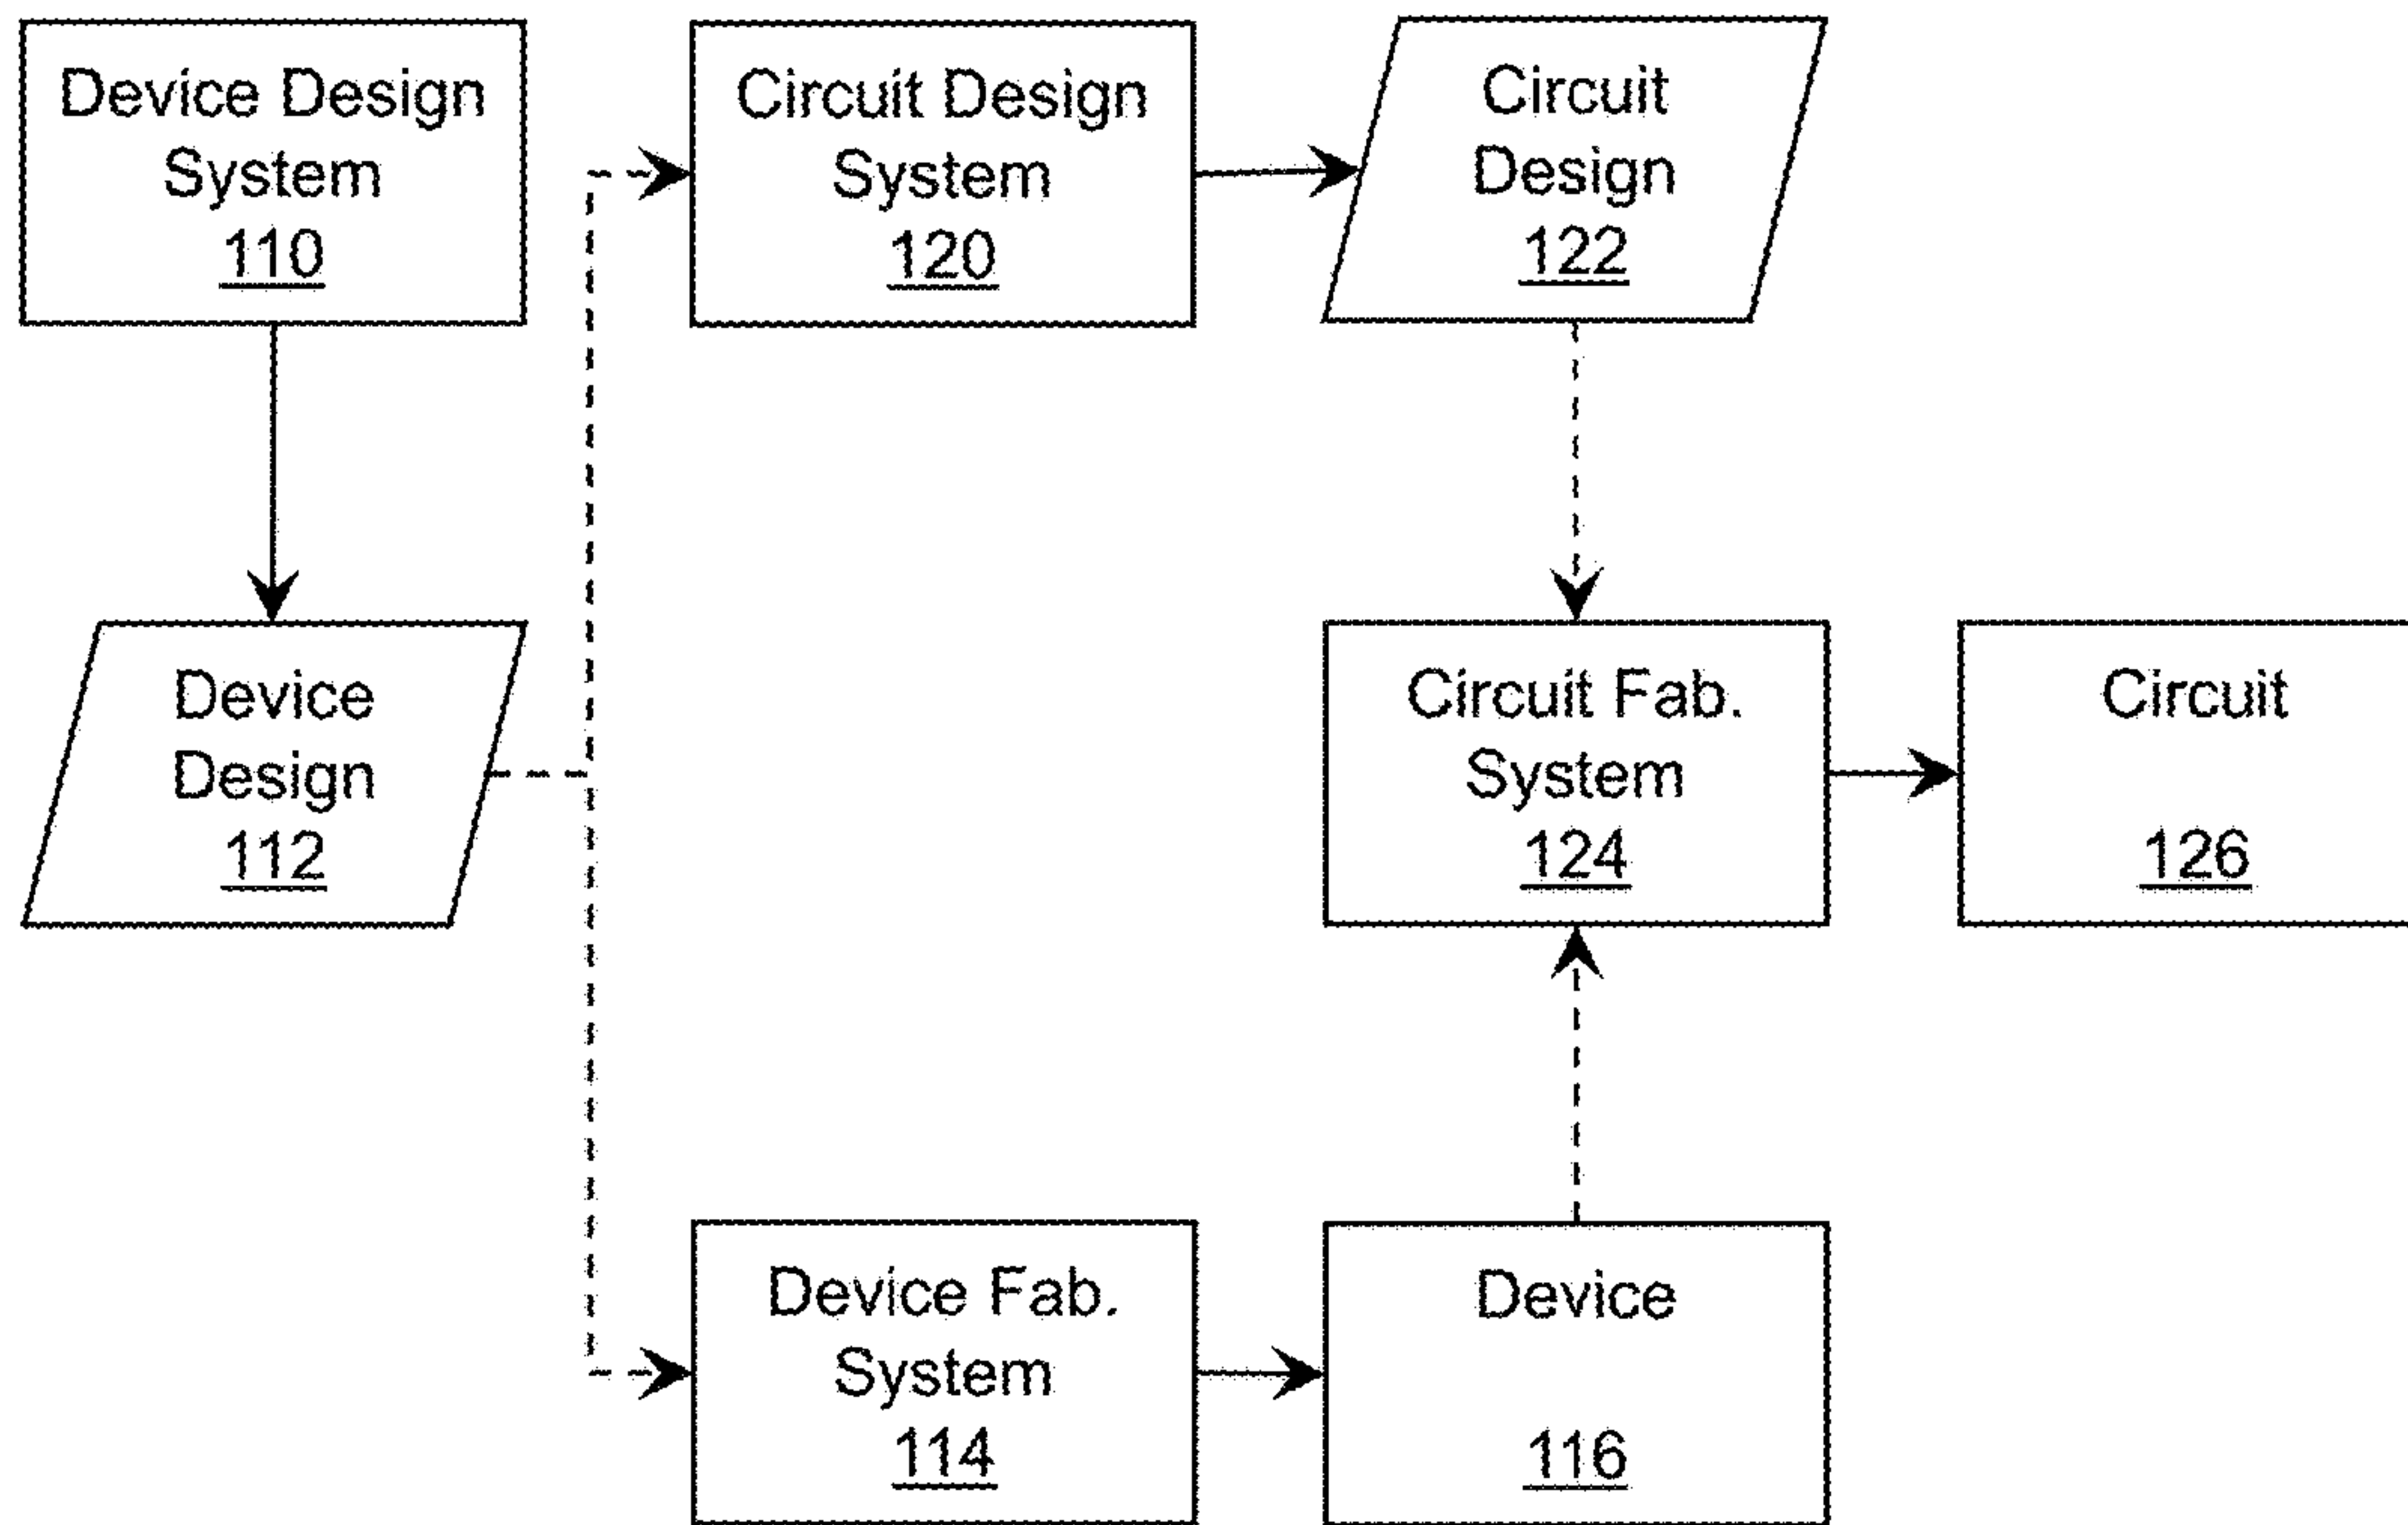 Device Design
System
110
Circuit Design
System
120
Circuit
Design
122
Device
Design
112
Circuit Fab.
System
124
Circuit
126
Device Fab.
System
114
Device
116